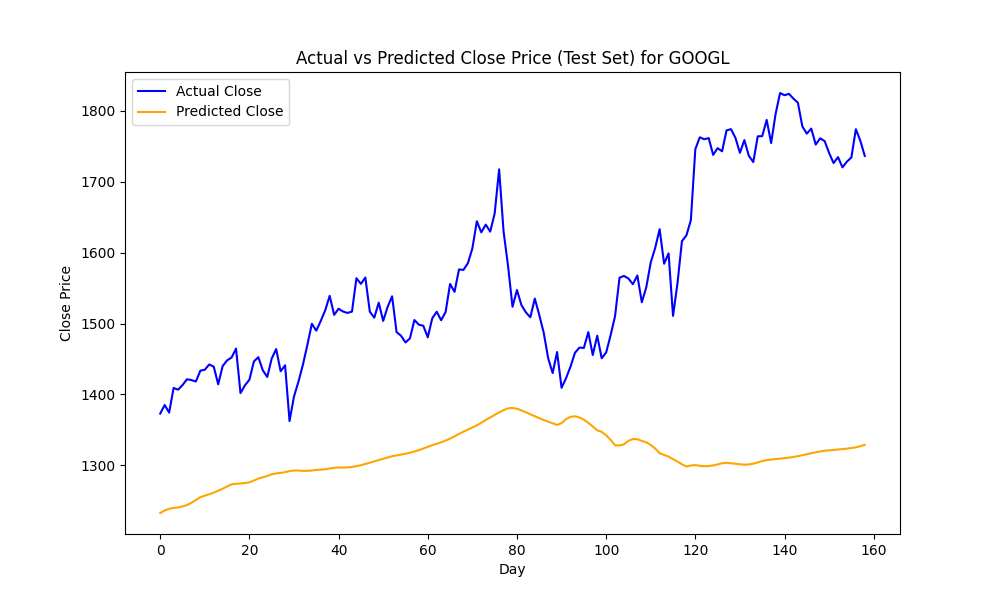 Actual vs Predicted Close Price (Test Set) for GOOGL
Actual Close
Predicted Close
1800
1700
1600
1500
1400
1300
Close Price
0 20 40 60 80 100 120 140 160
Day